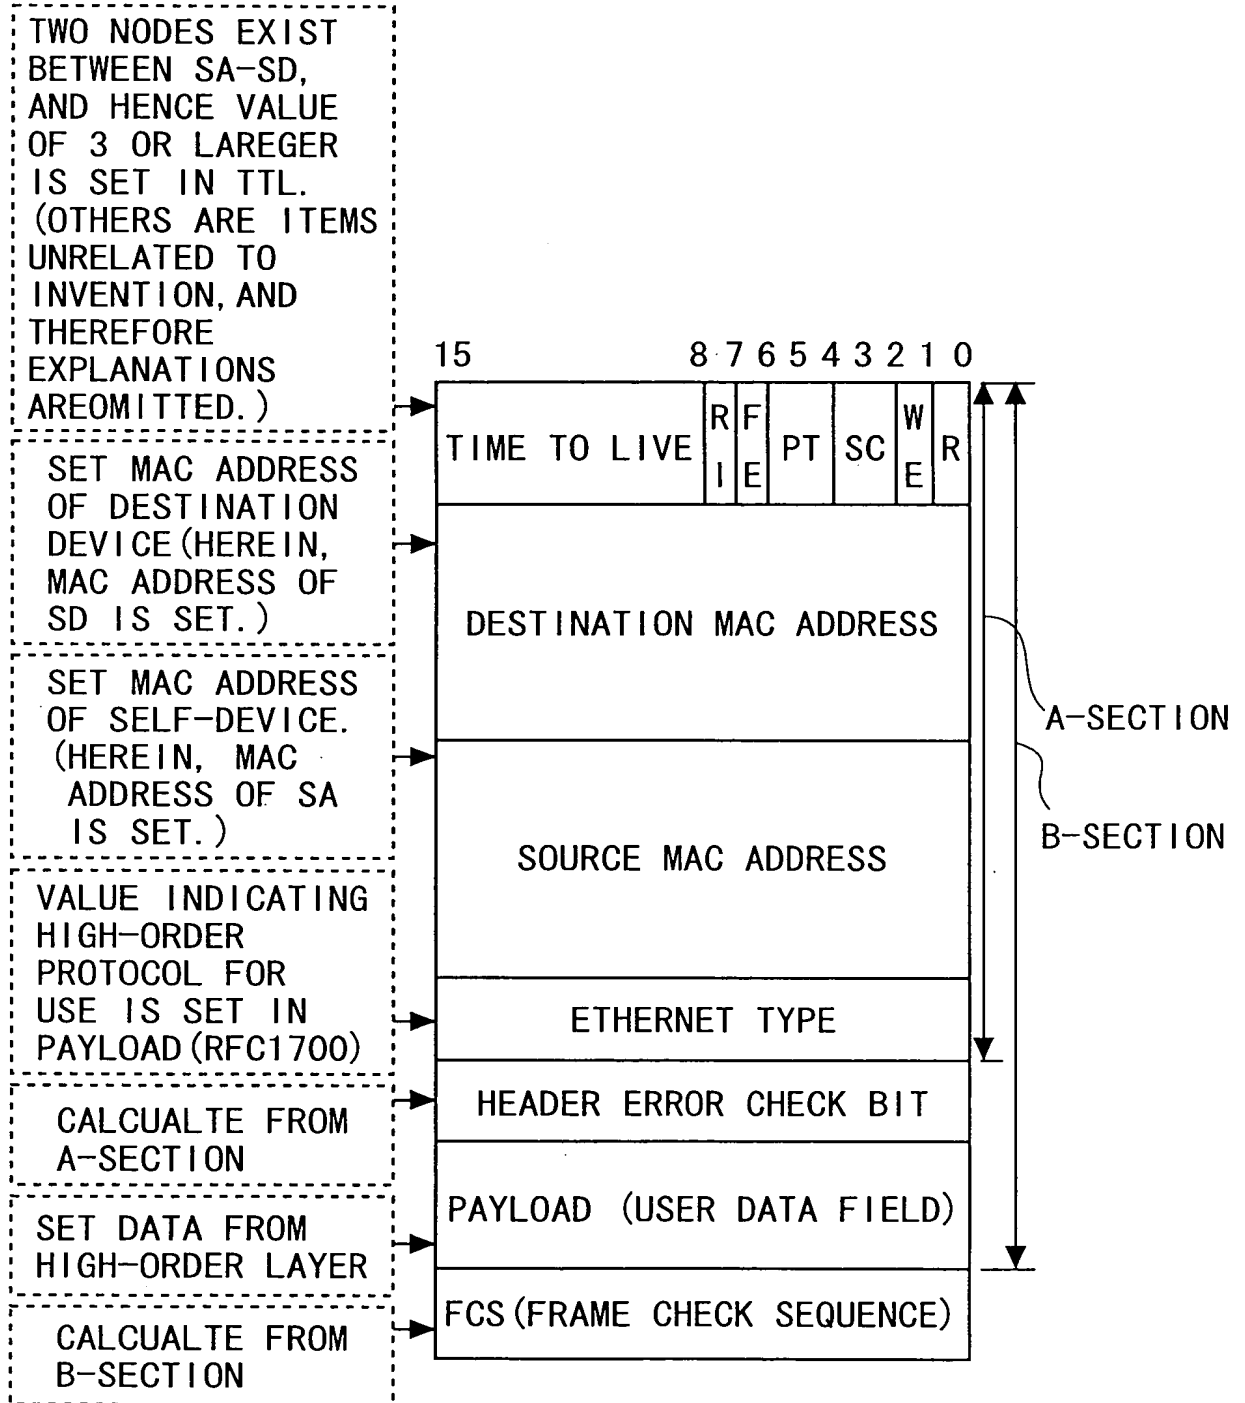 TWO NODES EXIST
BETWEEN SA-SD,
AND HENCE VALUE
OF 3 OR LAREGER
IS SET IN TTL.
(OTHERS ARE ITEMS
UNRELATED TO
INVENTION, AND
THEREFORE
EXPLANATIONS
AREOMITTED.)
SET MAC ADDRESS
OF DESTINATION
DEVICE(HEREIN,
MAC ADDRESS OF
SD IS SET.)
SET MAC ADDRESS
OF SELF-DEVICE.
(HEREIN, MAC
ADDRESS OF SA
IS SET.)
VALUE INDICATING
HIGH-ORDER
PROTOCOL FOR
USE IS SET IN
PAYLOAD(RFC1700)
CALCUALTE FROM
A-SECTION
SET DATA FROM
HIGH-ORDER LAYER
CALCUALTE FROM
B-SECTION
15 8 7 6 5 4 3 2 1 0
TIME TO LIVE RI FE PT SC WE R
DESTINATION MAC ADDRESS
SOURCE MAC ADDRESS
ETHERNET TYPE
HEADER ERROR CHECK BIT
PAYLOAD (USER DATA FIELD)
FCS(FRAME CHECK SEQUENCE)
A-SECTION
B-SECTION